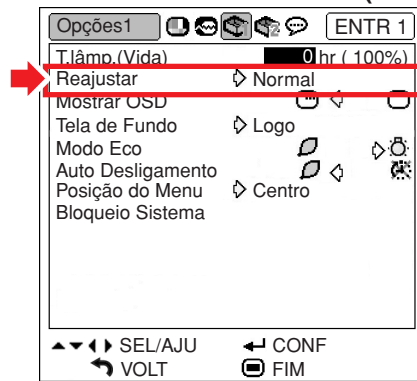 Opções1 ENTR 1
T.lâmp.(Vida) 0 hr ( 100%)
Reajustar Normal
Mostrar OSD
Tela de Fundo Logo
Modo Eco
Auto Desligamento
Posição do Menu Centro
Bloqueio Sistema
SEL/AJU CONF
VOLT FIM